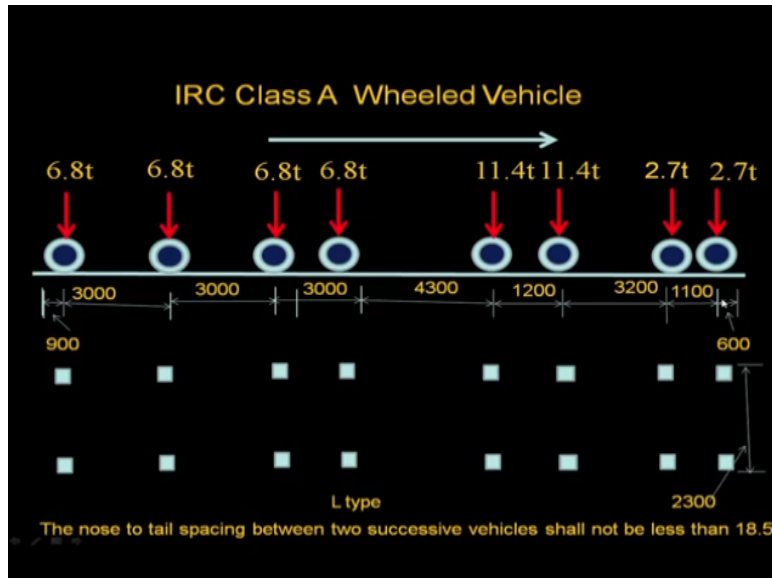 IRC Class A Wheeled Vehicle
6.8t 6.8t 6.8t 6.8t 11.4t 11.4t 2.7t 2.7t
3000 3000 3000 4300 1200 3200 1100
900 600
L type 2300
The nose to tail spacing between two successive vehicles shall not be less than 18.5